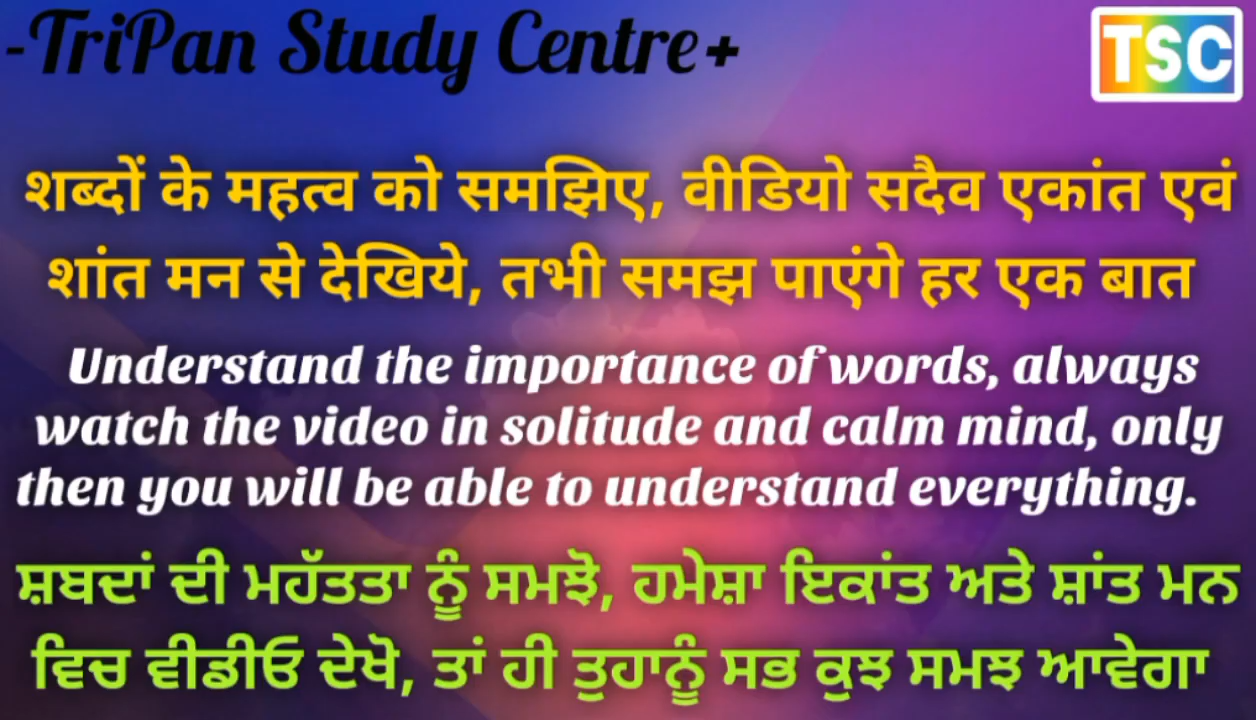 -TriPan Study Centre+
TSC
शब्दों के महत्व को समझिए, वीडियो सदैव एकांत एवं
शांत मन से देखिये, तभी समझ पाएंगे हर एक बात
Understand the importance of words, always
watch the video in solitude and calm mind, only
then you will be able to understand everything.
ਸ਼ਬਦਾਂ ਦੀ ਮਹੱਤਤਾ ਨੂੰ ਸਮਝੋ, ਹਮੇਸ਼ਾ ਇਕਾਂਤ ਅਤੇ ਸ਼ਾਂਤ ਮਨ
ਵਿਚ ਵੀਡੀਓ ਦੇਖੋ, ਤਾਂ ਹੀ ਤੁਹਾਨੂੰ ਸਭ ਕੁਝ ਸਮਝ ਆਵੇਗਾ